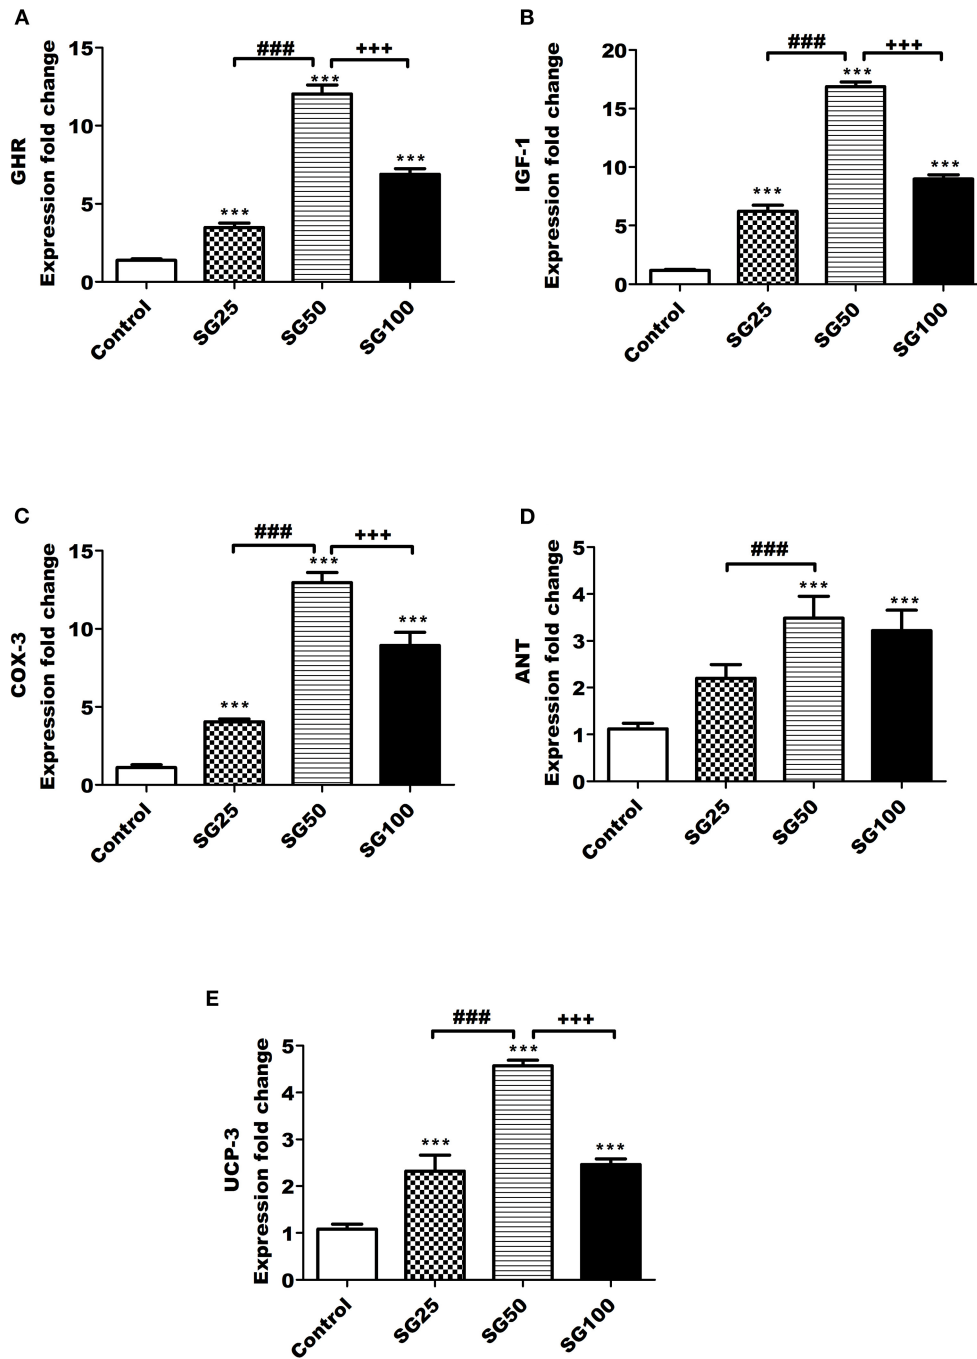 A
GHR
Expression fold change
15
10
5
0
###
+++
***
***
***
Control
SG25
SG50
SG100
B
IGF-1
Expression fold change
20
15
10
5
0
###
+++
***
***
***
Control
SG25
SG50
SG100
C
COX-3
Expression fold change
15
10
5
0
###
+++
***
***
***
Control
SG25
SG50
SG100
D
ANT
Expression fold change
5
4
3
2
1
0
###
***
***
Control
SG25
SG50
SG100
E
UCP-3
Expression fold change
5
4
3
2
1
0
###
+++
***
***
***
Control
SG25
SG50
SG100